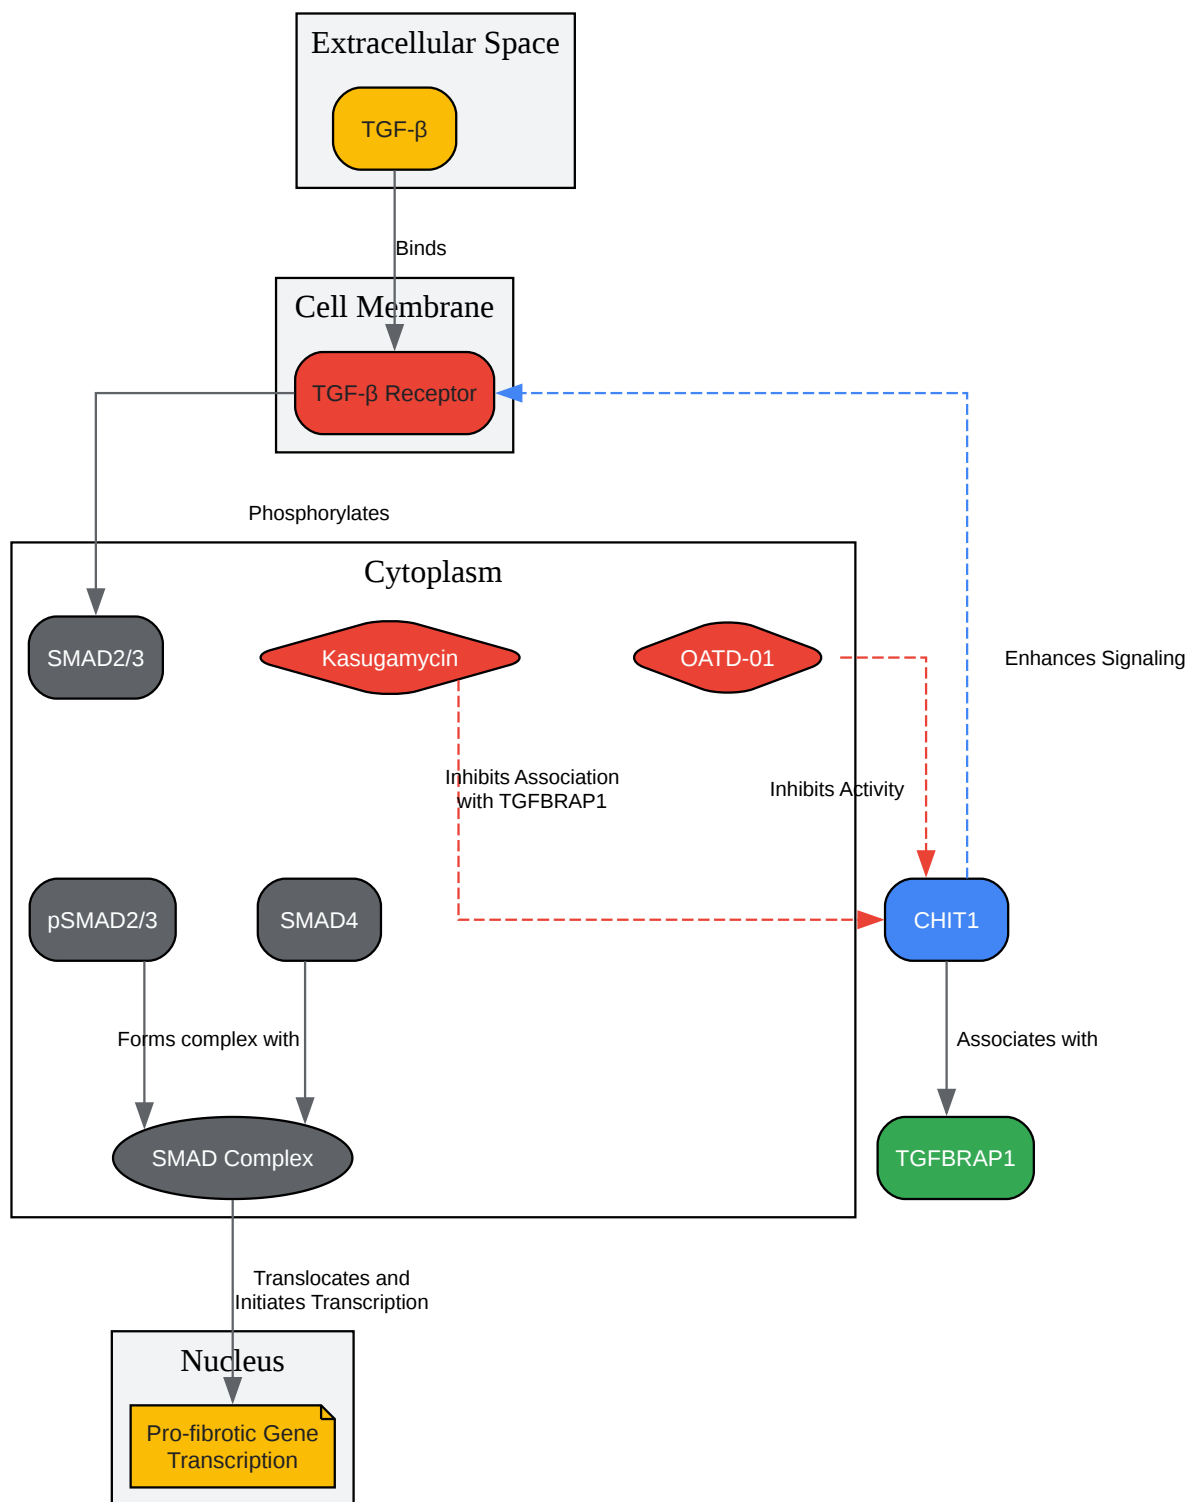 Extracellular Space
TGF-β
Binds
Cell Membrane
TGF-β Receptor
Phosphorylates
Cytoplasm
SMAD2/3
Kasugamycin
OATD-01
Enhances Signaling
Inhibits Association
with TGFBRAP1
Inhibits Activity
pSMAD2/3
SMAD4
CHIT1
Forms complex with
Associates with
SMAD Complex
TGFBRAP1
Translocates and
Initiates Transcription
Nucleus
Pro-fibrotic Gene
Transcription